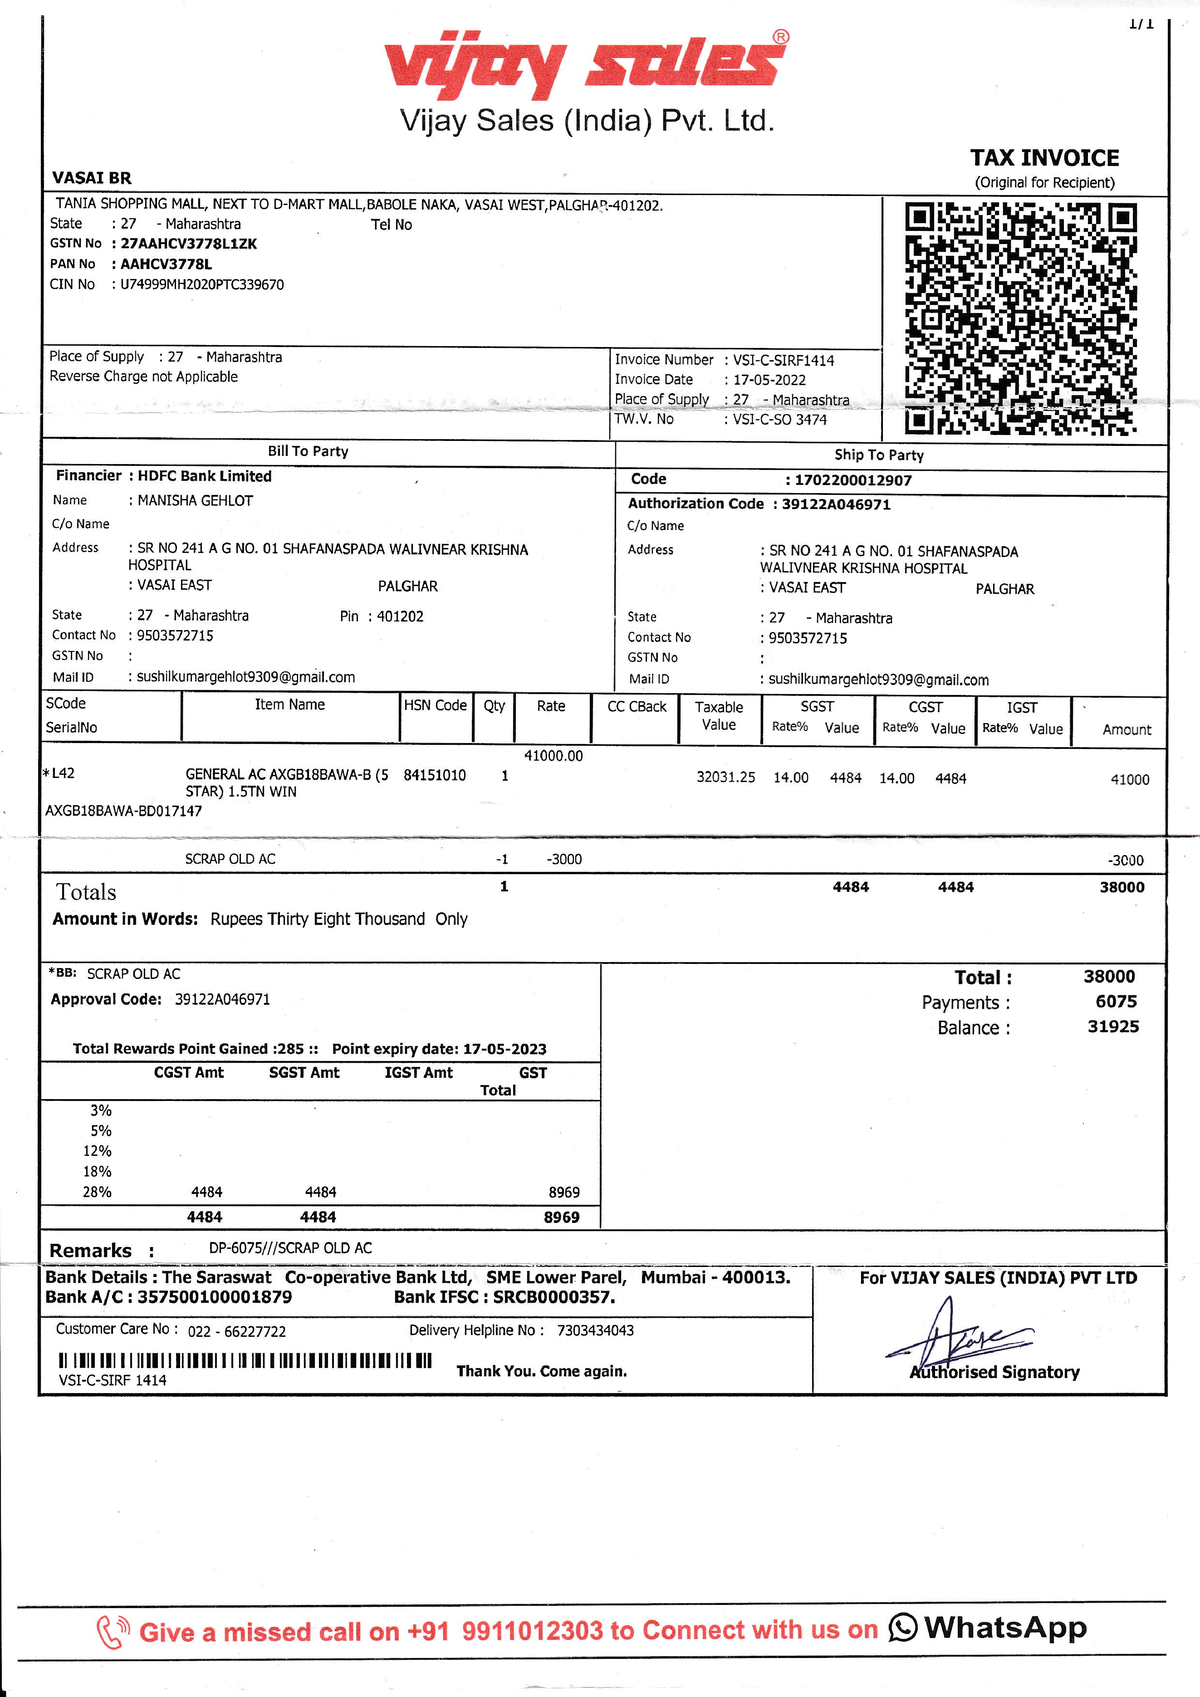 1/1
vijay sales®
Vijay Sales (India) Pvt. Ltd.
TAX INVOICE
(Original for Recipient)
VASAI BR
TANIA SHOPPING MALL, NEXT TO D-MART MALL,BABOLE NAKA, VASAI WEST,PALGHAR-401202.
State : 27 - Maharashtra Tel No
GSTN No : 27AAHCV3778L1ZK
PAN No : AAHCV3778L
CIN No : U74999MH2020PTC339670
Place of Supply : 27 - Maharashtra
Reverse Charge not Applicable
Invoice Number : VSI-C-SIRF1414
Invoice Date : 17-05-2022
Place of Supply : 27 - Maharashtra
TW.V. No : VSI-C-SO 3474
Bill To Party
Financier : HDFC Bank Limited
Name : MANISHA GEHLOT
C/o Name
Address : SR NO 241 A G NO. 01 SHAFANASPADA WALIVNEAR KRISHNA
HOSPITAL
: VASAI EAST PALGHAR
State : 27 - Maharashtra Pin : 401202
Contact No : 9503572715
GSTN No :
Mail ID : sushilkumargehlot9309@gmail.com
Ship To Party
Code : 1702200012907
Authorization Code : 39122A046971
C/o Name
Address : SR NO 241 A G NO. 01 SHAFANASPADA
WALIVNEAR KRISHNA HOSPITAL
: VASAI EAST PALGHAR
State : 27 - Maharashtra
Contact No : 9503572715
GSTN No :
Mail ID : sushilkumargehlot9309@gmail.com
SCode Item Name HSN Code Qty Rate CC CBack Taxable SGST CGST IGST
SerialNo Value Rate% Value Rate% Value Rate% Value Amount
41000.00
*L42 GENERAL AC AXGB18BAWA-B (5 84151010 1 32031.25 14.00 4484 14.00 4484 41000
STAR) 1.5TN WIN
AXGB18BAWA-BD017147
SCRAP OLD AC -1 -3000 -3000
Totals 1 4484 4484 38000
Amount in Words: Rupees Thirty Eight Thousand Only
*BB: SCRAP OLD AC
Approval Code: 39122A046971
Total : 38000
Payments : 6075
Balance : 31925
Total Rewards Point Gained :285 :: Point expiry date: 17-05-2023
CGST Amt SGST Amt IGST Amt GST
Total
3%
5%
12%
18%
28% 4484 4484 8969
4484 4484 8969
Remarks : DP-6075///SCRAP OLD AC
Bank Details : The Saraswat Co-operative Bank Ltd, SME Lower Parel, Mumbai - 400013.
Bank A/C : 357500100001879 Bank IFSC : SRCB0000357.
Customer Care No : 022 - 66227722 Delivery Helpline No : 7303434043
VSI-C-SIRF 1414
Thank You. Come again.
For VIJAY SALES (INDIA) PVT LTD
Authorised Signatory
Give a missed call on +91 9911012303 to Connect with us on WhatsApp